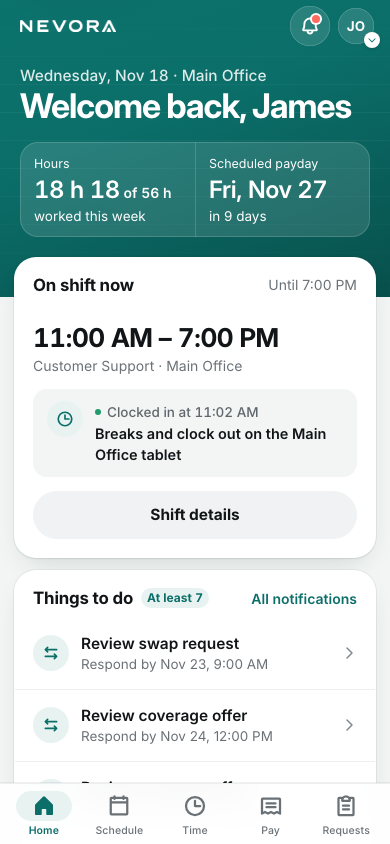 NEVORA
JO
Wednesday, Nov 18 · Main Office
Welcome back, James
Hours
18 h 18 of 56 h
worked this week
Scheduled payday
Fri, Nov 27
in 9 days
On shift now
Until 7:00 PM
11:00 AM – 7:00 PM
Customer Support · Main Office
Clocked in at 11:02 AM
Breaks and clock out on the Main
Office tablet
Shift details
Things to do
At least 7
All notifications
Review swap request
Respond by Nov 23, 9:00 AM
Review coverage offer
Respond by Nov 24, 12:00 PM
Home
Schedule
Time
Pay
Requests